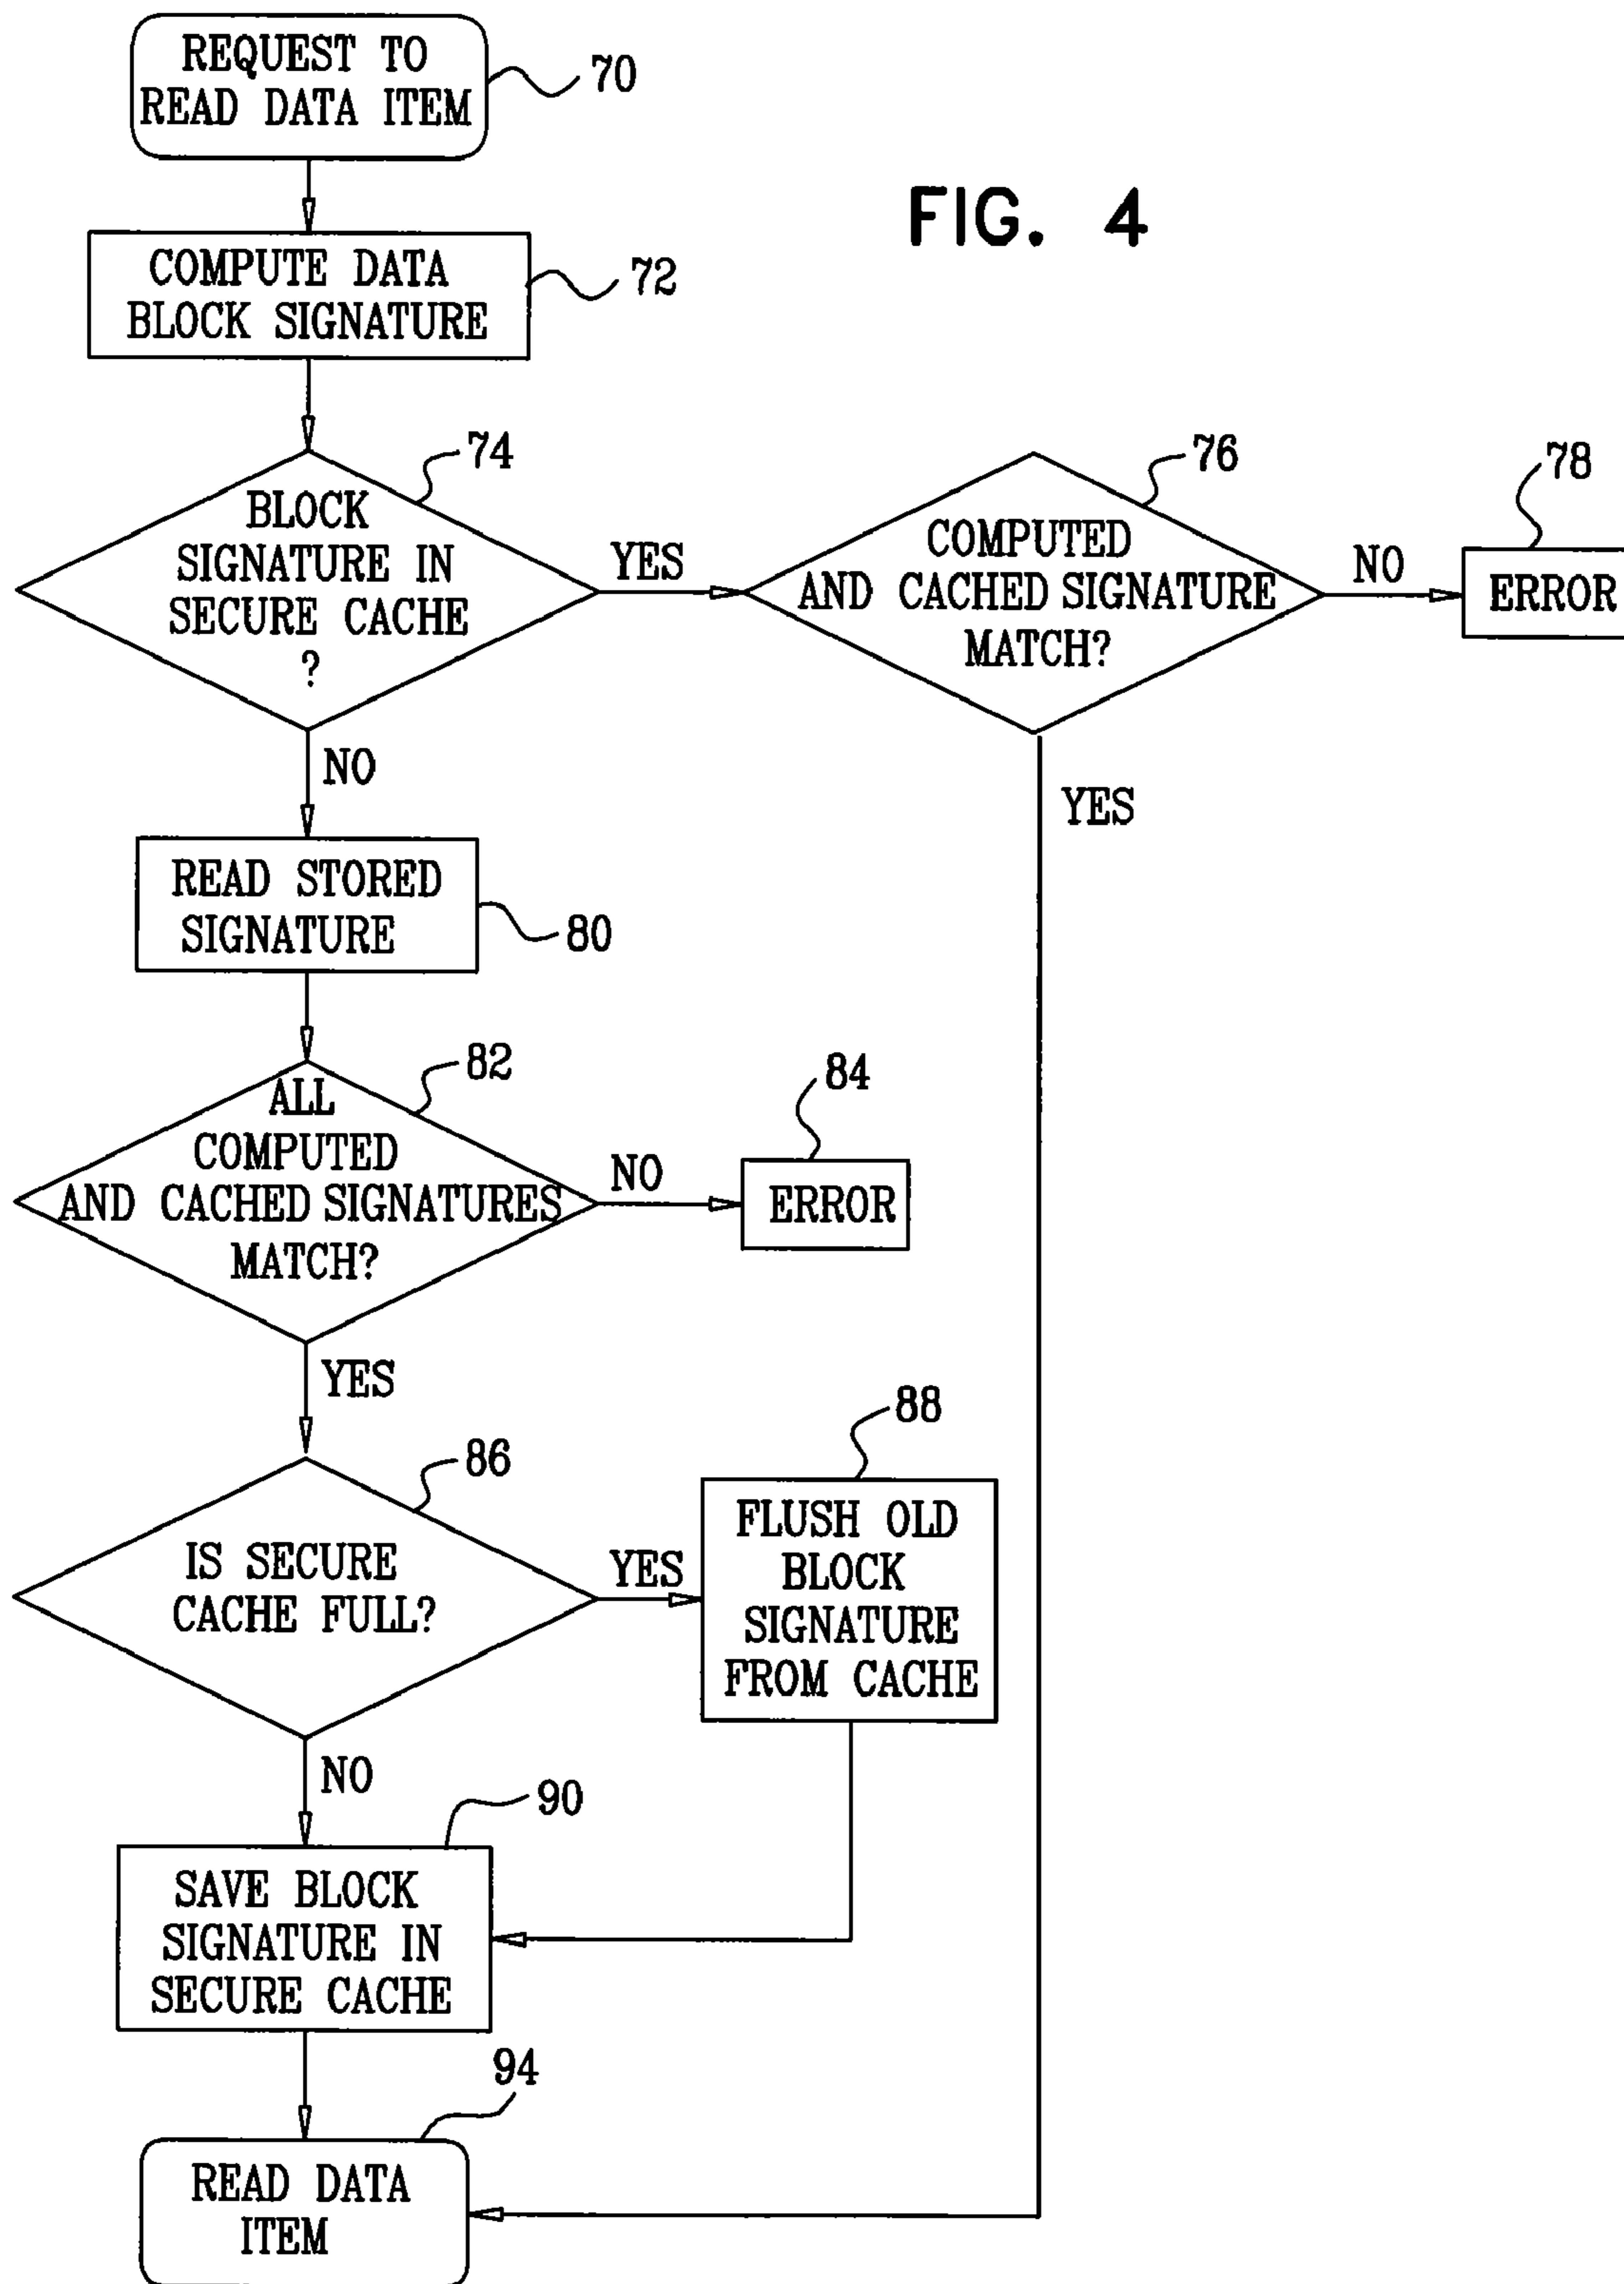 REQUEST TO
READ DATA ITEM
70
FIG. 4
COMPUTE DATA
BLOCK SIGNATURE
72
74
BLOCK
SIGNATURE IN
SECURE CACHE
?
YES
NO
76
COMPUTED
AND CACHED SIGNATURE
MATCH?
NO
YES
78
ERROR
READ STORED
SIGNATURE
80
82
ALL
COMPUTED
AND CACHED SIGNATURES
MATCH?
NO
YES
84
ERROR
86
IS SECURE
CACHE FULL?
YES
NO
88
FLUSH OLD
BLOCK
SIGNATURE
FROM CACHE
90
SAVE BLOCK
SIGNATURE IN
SECURE CACHE
94
READ DATA
ITEM